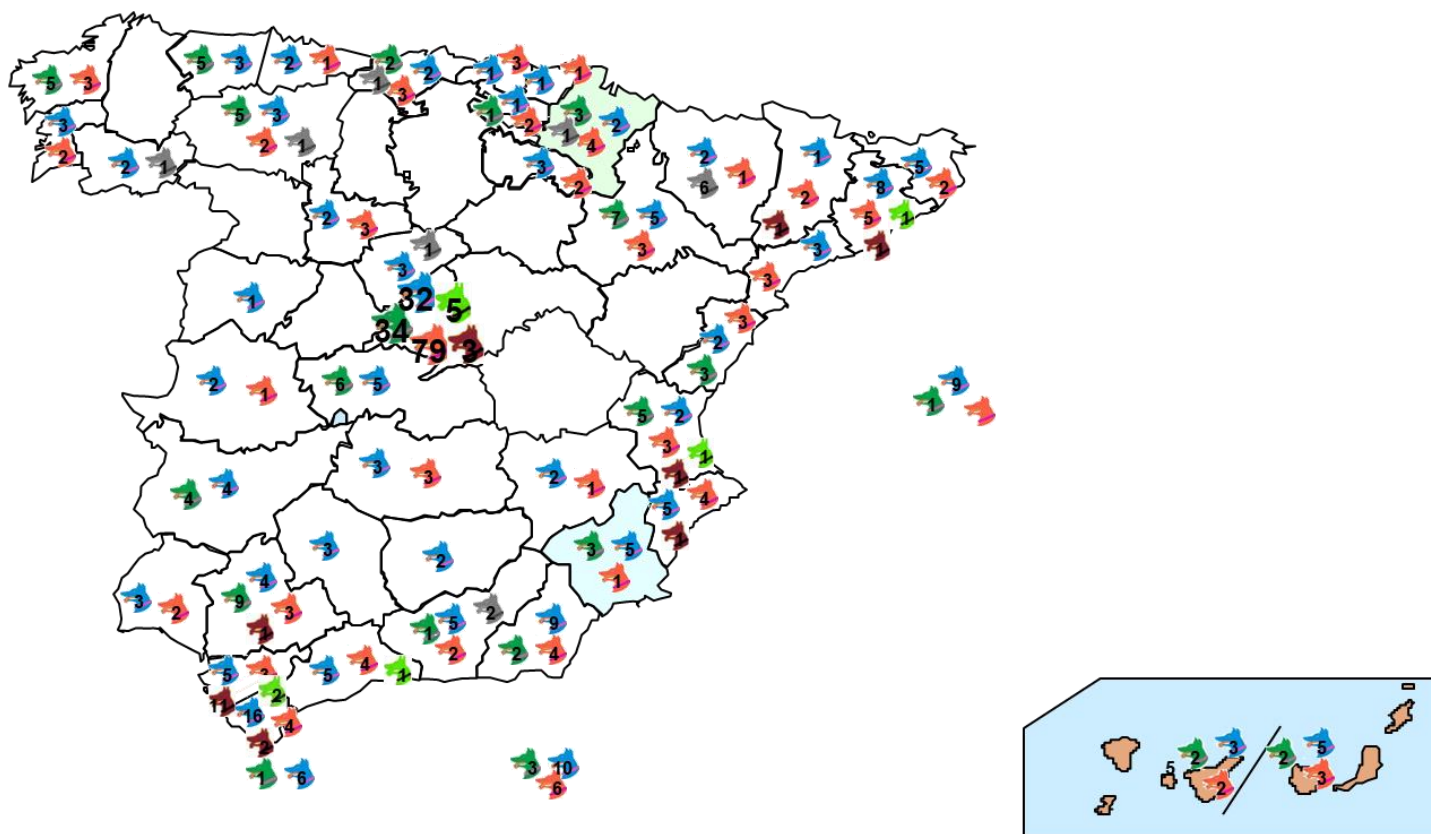 5 3 2 1 2 2 1 3 1
5 3 1 3 1 1
3 5 3 1 1 2 3 2
2 2 1 2 1 1 4 2 1 5
2 1 3 2 6 1 2 8 2
2 3 7 5 5 1
1 3 1 3 1
3 3
1 32 5 3
34 79 3 2
2 1 6 5 3 9
5 2 1
3 1
4 4 3 3 2 1 1 4
5
3 2 3 5 1
3 2 4 9 3 1
1 5 2 9
1 2 2 4
5 3 5 4 1
11 2 16 4
2
1 6 3 10 6
2 3 2 5
5 2 3